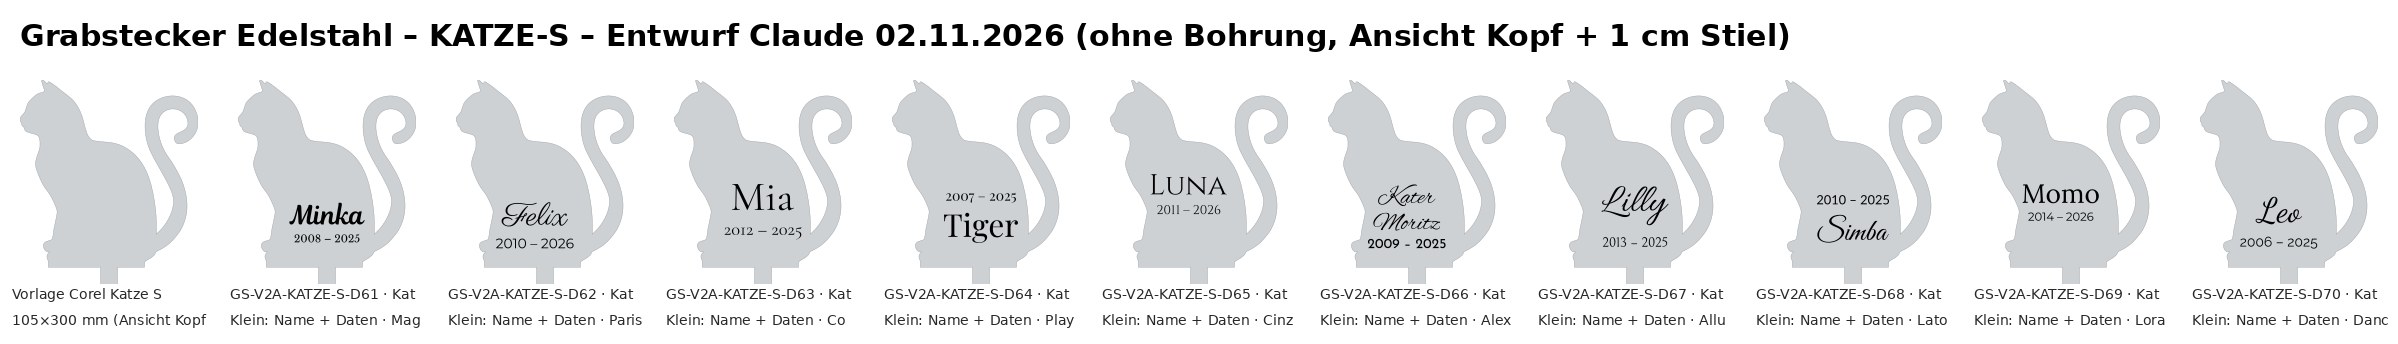 Grabstecker Edelstahl – KATZE-S – Entwurf Claude 02.11.2026 (ohne Bohrung, Ansicht Kopf + 1 cm Stiel)
Vorlage Corel Katze S
105×300 mm (Ansicht Kopf
Minka
2008 – 2025
GS-V2A-KATZE-S-D61 · Kat
Klein: Name + Daten · Mag
Felix
2010 – 2026
GS-V2A-KATZE-S-D62 · Kat
Klein: Name + Daten · Paris
Mia
2012 – 2025
GS-V2A-KATZE-S-D63 · Kat
Klein: Name + Daten · Co
2007 – 2025
Tiger
GS-V2A-KATZE-S-D64 · Kat
Klein: Name + Daten · Play
LUNA
2011 – 2026
GS-V2A-KATZE-S-D65 · Kat
Klein: Name + Daten · Cinz
Kater
Moritz
2009 – 2025
GS-V2A-KATZE-S-D66 · Kat
Klein: Name + Daten · Alex
Lilly
2013 – 2025
GS-V2A-KATZE-S-D67 · Kat
Klein: Name + Daten · Allu
2010 – 2025
Simba
GS-V2A-KATZE-S-D68 · Kat
Klein: Name + Daten · Lato
Momo
2014 – 2026
GS-V2A-KATZE-S-D69 · Kat
Klein: Name + Daten · Lora
Leo
2006 – 2025
GS-V2A-KATZE-S-D70 · Kat
Klein: Name + Daten · Danc